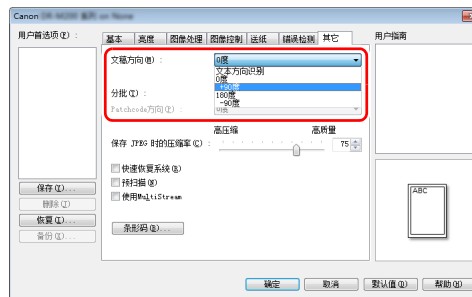 Canon on None
用户首选项(P)：
基本 亮度 图像处理 图像控制 送纸 错误检测 其它
用户指南
文稿方向(N)： 0度
文本方向识别
0度
+90度
分批(T)： 180度
-90度
Patchcode方向(P)： 0度
高压缩 高质量
保存 JPEG 时的压缩率(C)： 75
快速恢复系统(R)
预扫描(W)
使用MultiStream
保存(Y)...
删除(J)
恢复(I)...
备份(K)...
条形码(B)...
ABC
确定 取消 默认值(D) 帮助(H)